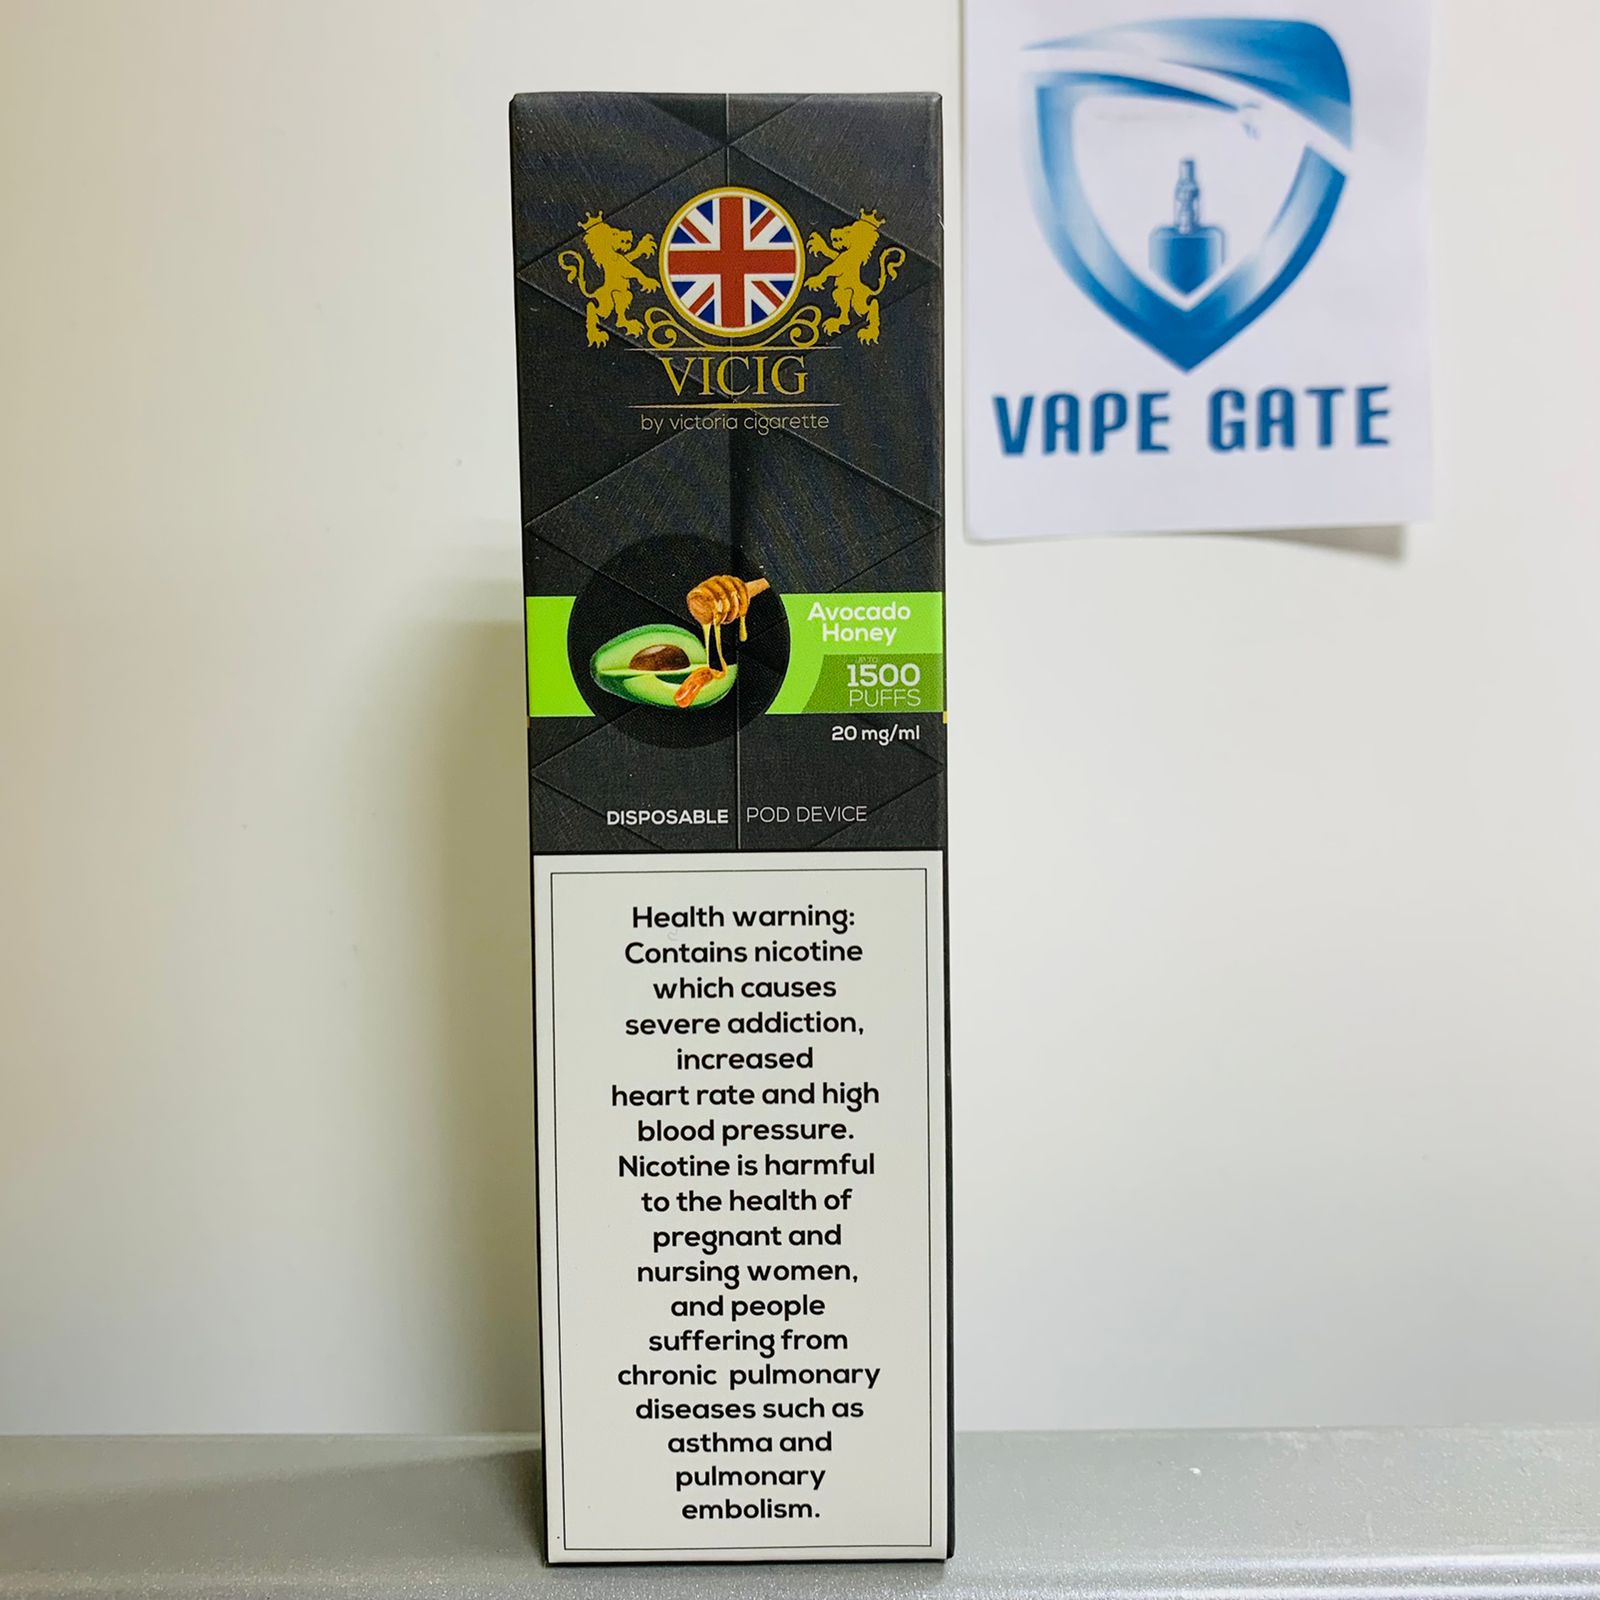 VICIG
by victoria cigarette
Avocado
Honey
UP TO
1500
PUFFS
20 mg/ml
DISPOSABLE POD DEVICE
Health warning:
Contains nicotine
which causes
severe addiction,
increased
heart rate and high
blood pressure.
Nicotine is harmful
to the health of
pregnant and
nursing women,
and people
suffering from
chronic pulmonary
diseases such as
asthma and
pulmonary
embolism.
VAPE GATE